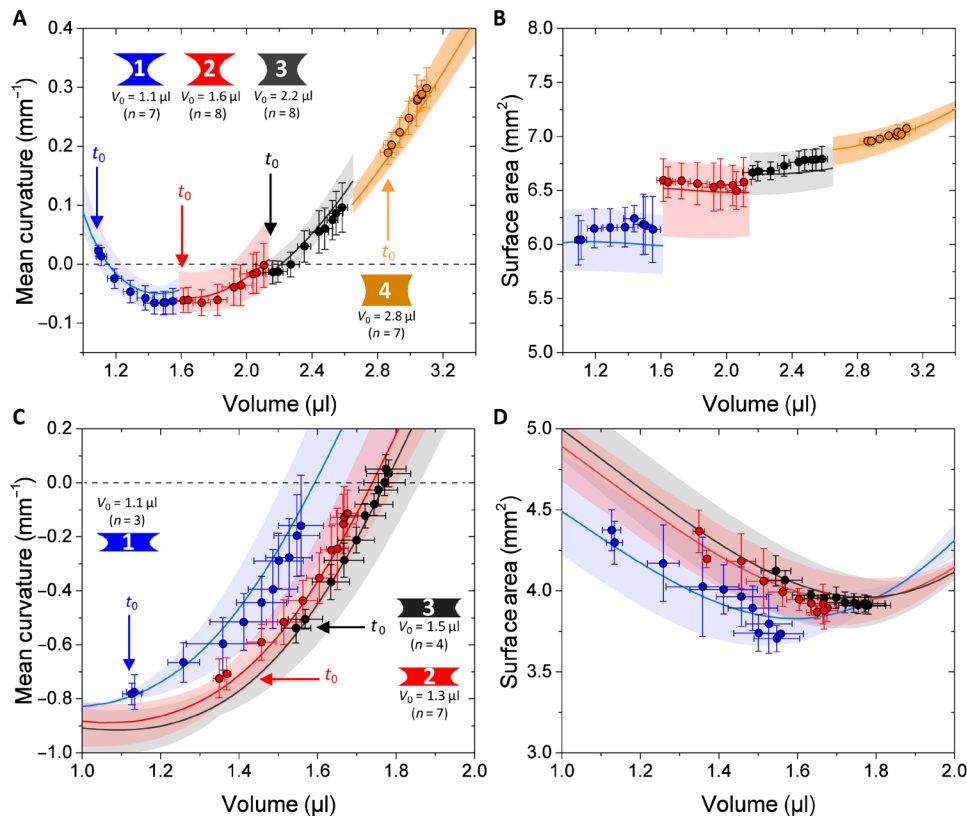 A
Mean curvature (mm⁻¹)
0.4
0.3
0.2
0.1
0.0
−0.1
1.2 1.6 2.0 2.4 2.8 3.2
Volume (µl)
1 2 3
V₀ = 1.1 µl V₀ = 1.6 µl V₀ = 2.2 µl
(n = 7) (n = 8) (n = 8)
t₀
t₀
t₀
t₀
4
V₀ = 2.8 µl
(n = 7)
B
Surface area (mm²)
8.0
7.5
7.0
6.5
6.0
5.5
5.0
1.2 1.6 2.0 2.4 2.8 3.2
Volume (µl)
C
Mean curvature (mm⁻¹)
0.2
0.0
−0.2
−0.4
−0.6
−0.8
−1.0
1.0 1.2 1.4 1.6 1.8 2.0
Volume (µl)
V₀ = 1.1 µl
(n = 3)
1
t₀
3
V₀ = 1.5 µl
(n = 4)
t₀
2
V₀ = 1.3 µl
(n = 7)
t₀
D
Surface area (mm²)
5.0
4.5
4.0
3.5
3.0
1.0 1.2 1.4 1.6 1.8 2.0
Volume (µl)